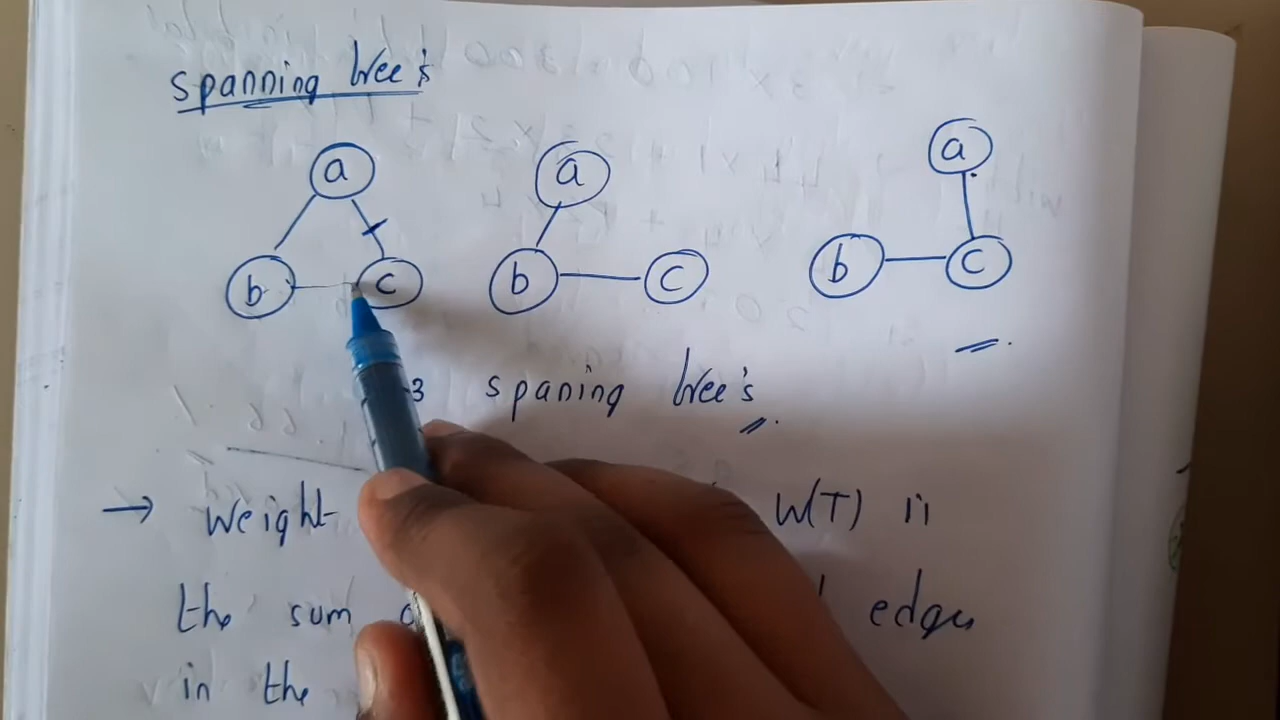 spanning tree's
a a a
b c b c b c
3 spaning tree's
→ weight W(T) is
the sum edges
in the